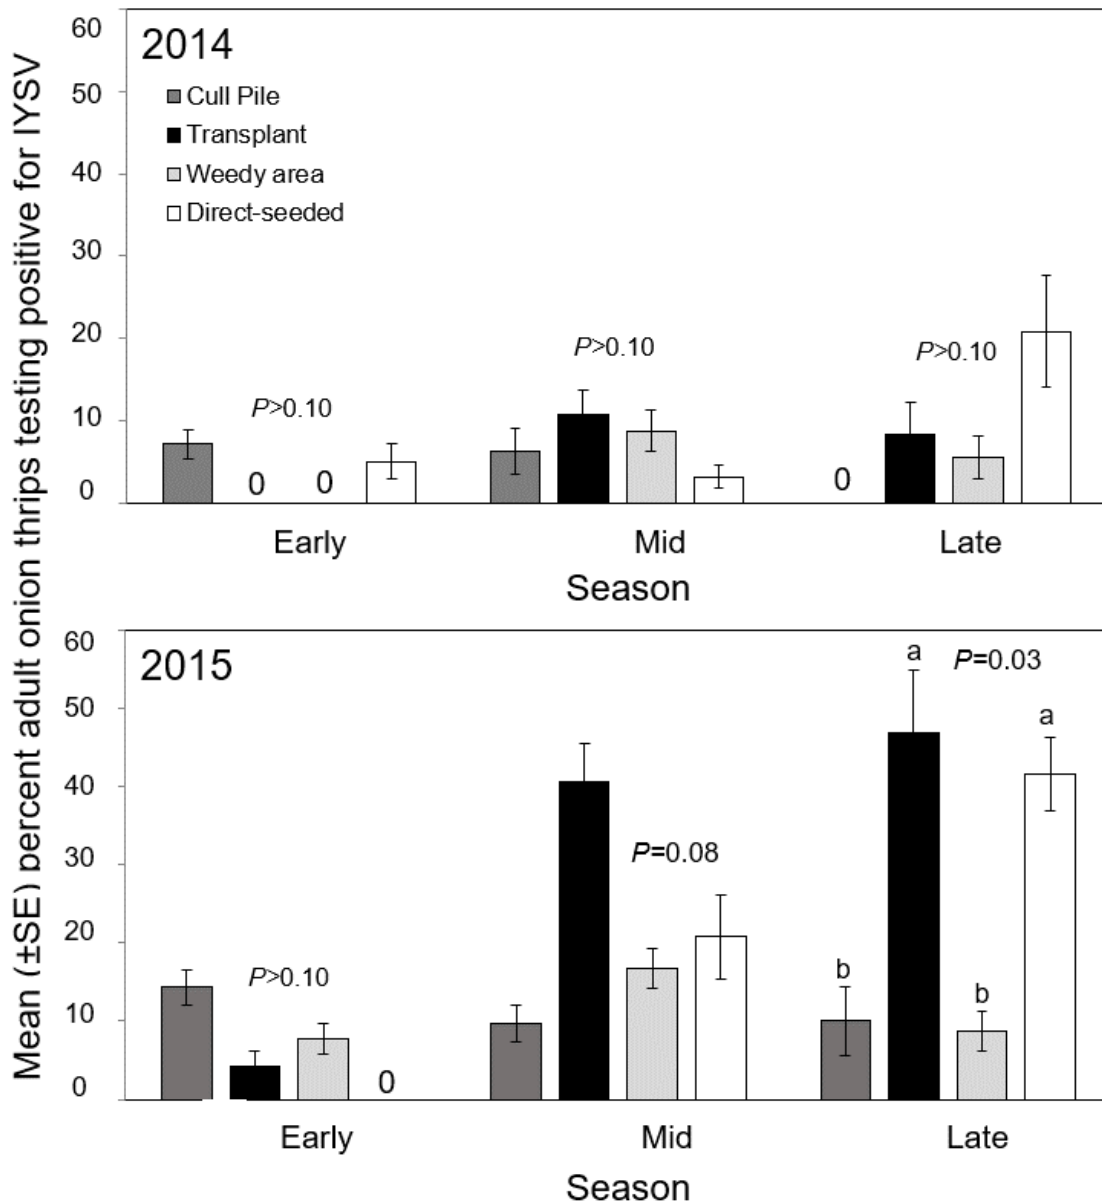 Mean (±SE) percent adult onion thrips testing positive for IYSV
2014
Cull Pile
Transplant
Weedy area
Direct-seeded
60
50
40
30
20
10
0
P>0.10
P>0.10
P>0.10
0
0
0
Early
Mid
Late
Season
2015
60
50
40
30
20
10
0
a
P=0.03
a
P=0.08
P>0.10
b
b
0
Early
Mid
Late
Season